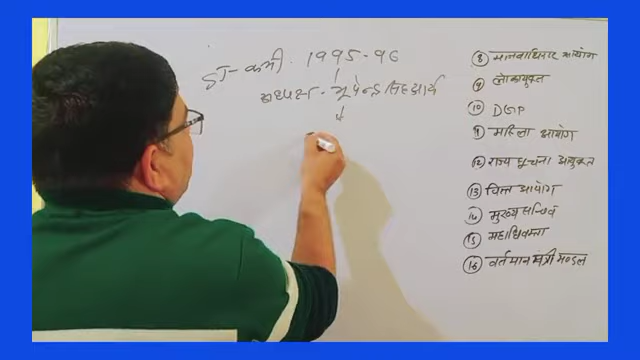 ST - कमी. 1995-96
अध्यक्ष - भूपेन्द्र सिंह आर्य
8 मानवाधिकार आयोग
9 लोकायुक्त
10 DGP
11 महिला आयोग
12 राज्य सूचना आयुक्त
13 वित्त आयोग
14 मुख्य सचिव
15 महाधिवक्ता
16 वर्तमान मंत्री मण्डल